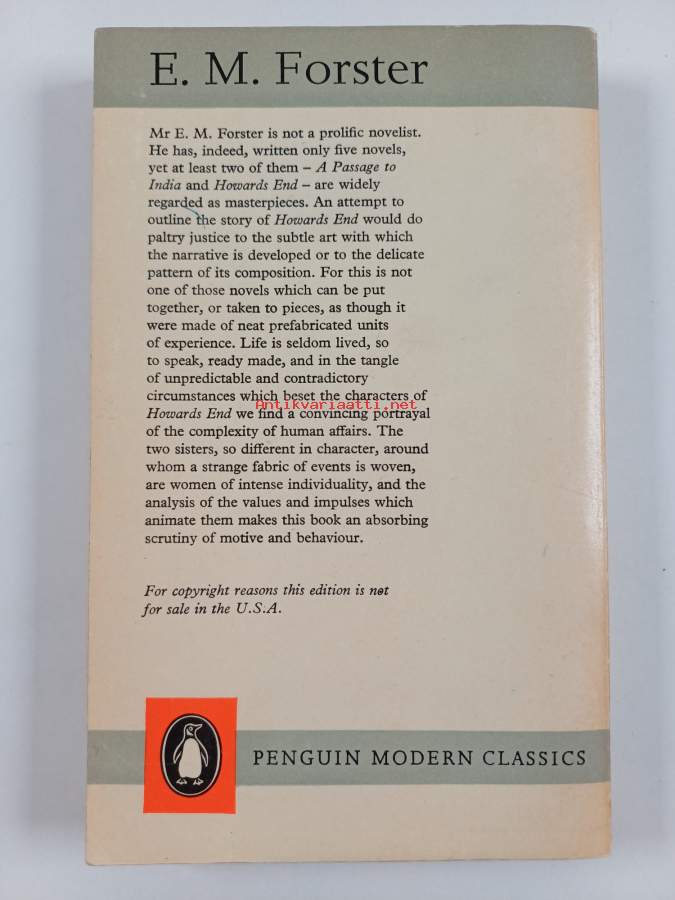 E. M. Forster
Mr E. M. Forster is not a prolific novelist.
He has, indeed, written only five novels,
yet at least two of them – A Passage to
India and Howards End – are widely
regarded as masterpieces. An attempt to
outline the story of Howards End would do
paltry justice to the subtle art with which
the narrative is developed or to the delicate
pattern of its composition. For this is not
one of those novels which can be put
together, or taken to pieces, as though it
were made of neat prefabricated units
of experience. Life is seldom lived, so
to speak, ready made, and in the tangle
of unpredictable and contradictory
circumstances which beset the characters of
Antikvariaatti.net
Howards End we find a convincing portrayal
of the complexity of human affairs. The
two sisters, so different in character, around
whom a strange fabric of events is woven,
are women of intense individuality, and the
analysis of the values and impulses which
animate them makes this book an absorbing
scrutiny of motive and behaviour.
For copyright reasons this edition is not
for sale in the U.S.A.
PENGUIN MODERN CLASSICS